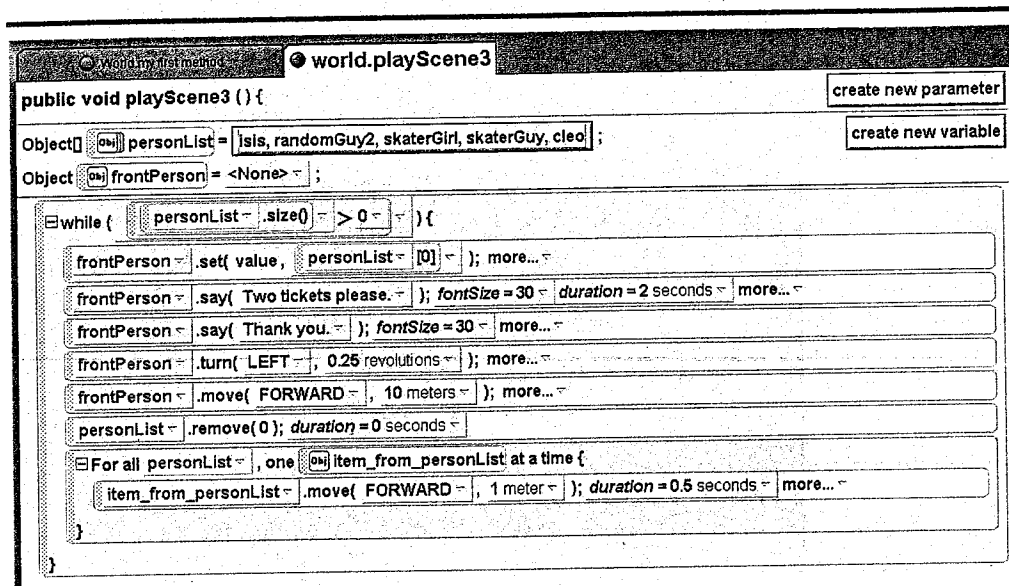 World.my first method world.playScene3
public void playScene3 () { create new parameter
Object[] Obj personList = isis, randomGuy2, skaterGirl, skaterGuy, cleo ; create new variable
Object Obj frontPerson = <None> ;
while ( personList .size() > 0 ) {
frontPerson .set( value , personList [0] ); more...
frontPerson .say( Two tickets please. ); fontSize = 30 duration = 2 seconds more...
frontPerson .say( Thank you. ); fontSize = 30 more...
frontPerson .turn( LEFT , 0.25 revolutions ); more...
frontPerson .move( FORWARD , 10 meters ); more...
personList .remove( 0 ); duration = 0 seconds
For all personList , one Obj item_from_personList at a time {
item_from_personList .move( FORWARD , 1 meter ); duration = 0.5 seconds more...
}
}